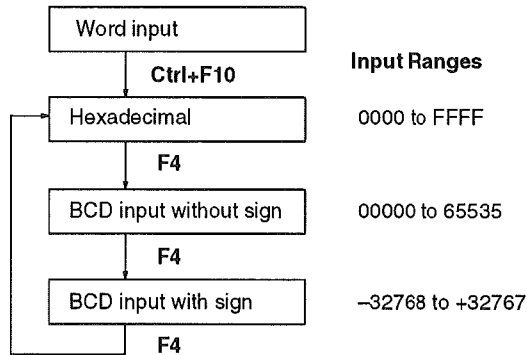 Word input
Ctrl+F10
Input Ranges
Hexadecimal
0000 to FFFF
F4
BCD input without sign
00000 to 65535
F4
BCD input with sign
–32768 to +32767
F4